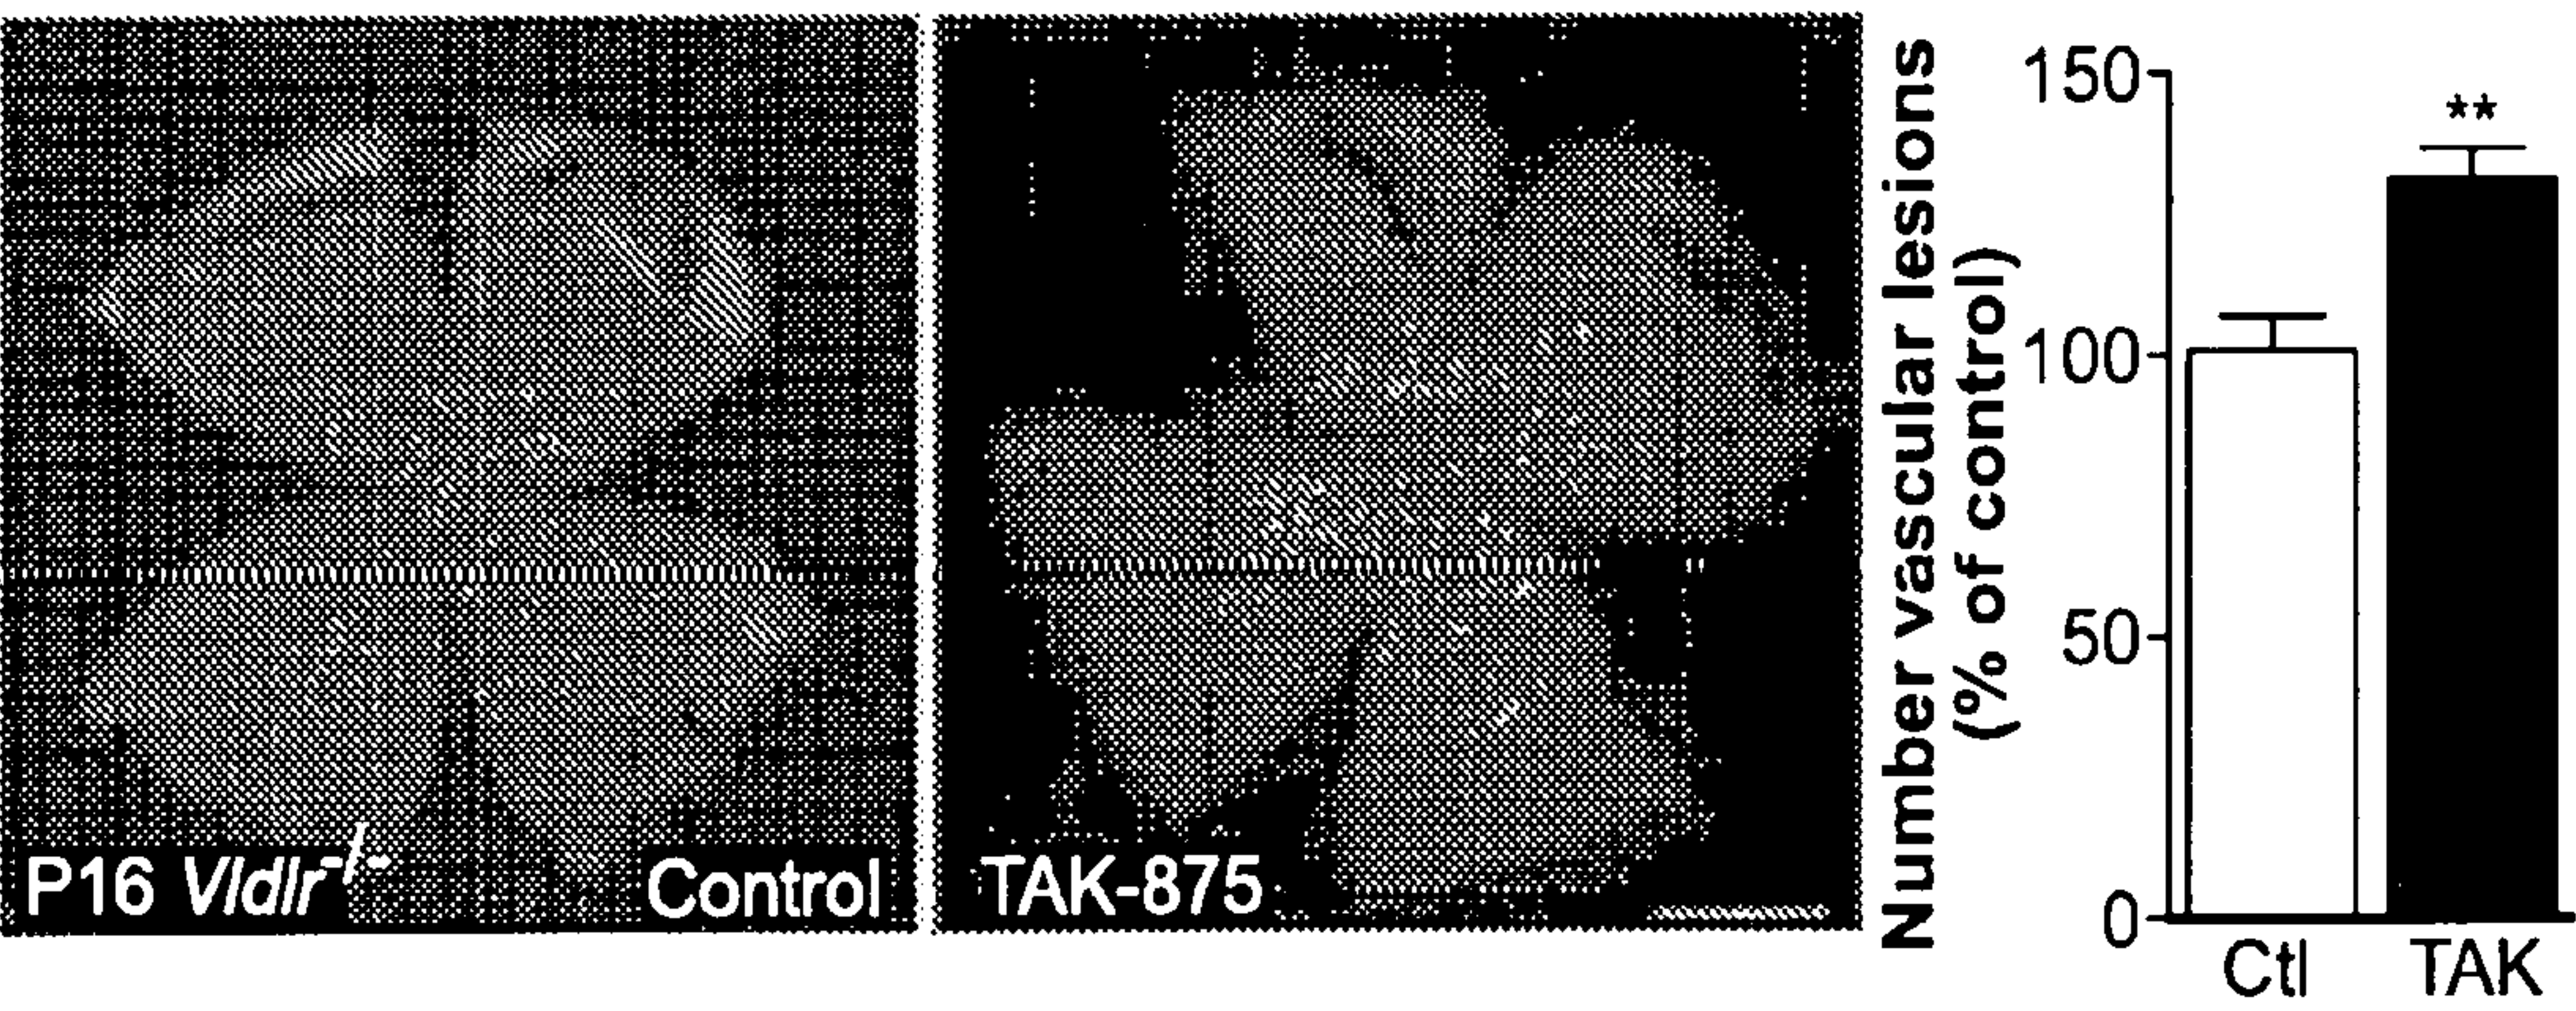 P16 Vldlr-/-
Control
TAK-875
Number vascular lesions
(% of control)
150
100
50
0
**
Ctl
TAK